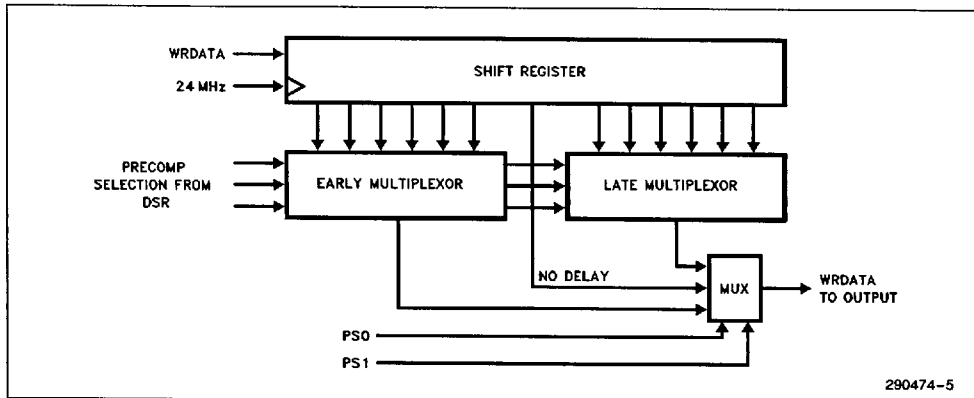 WRDATA
SHIFT REGISTER
24 MHz
PRECOMP
SELECTION FROM
DSR
EARLY MULTIPLEXOR
LATE MULTIPLEXOR
NO DELAY
MUX
WRDATA
TO OUTPUT
PS0
PS1
290474-5